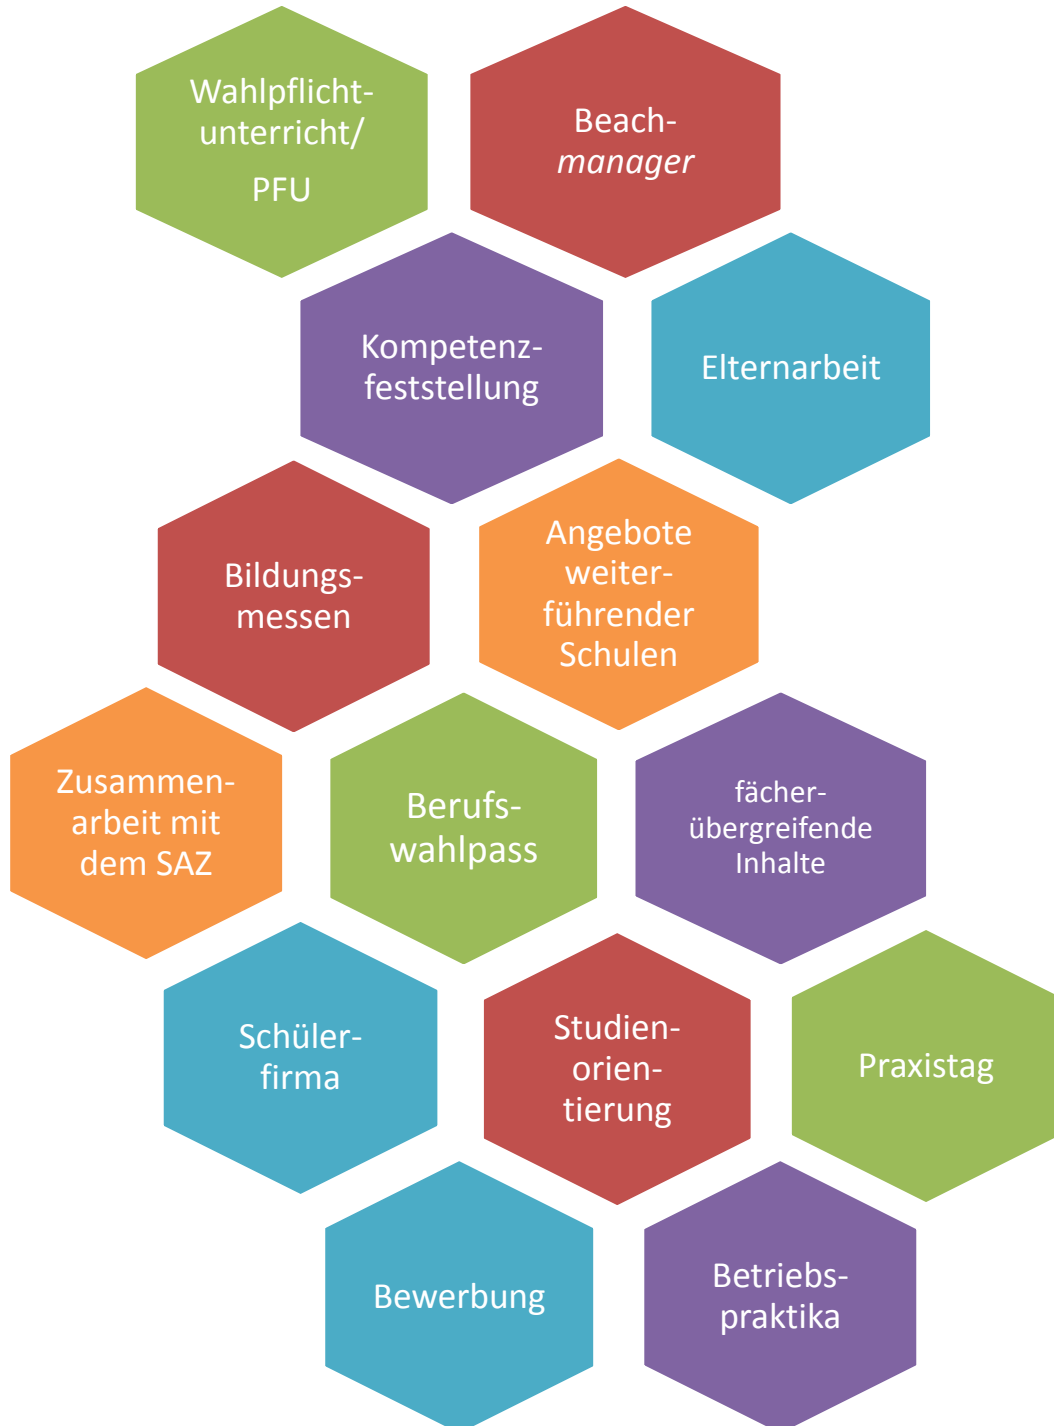 Wahlpflicht-
unterricht/
PFU
Beach-
manager
Kompetenz-
feststellung
Elternarbeit
Bildungs-
messen
Angebote
weiter-
führender
Schulen
Zusammen-
arbeit mit
dem SAZ
Berufs-
wahlpass
fächer-
übergreifende
Inhalte
Schüler-
firma
Studien-
orien-
tierung
Praxistag
Bewerbung
Betriebs-
praktika